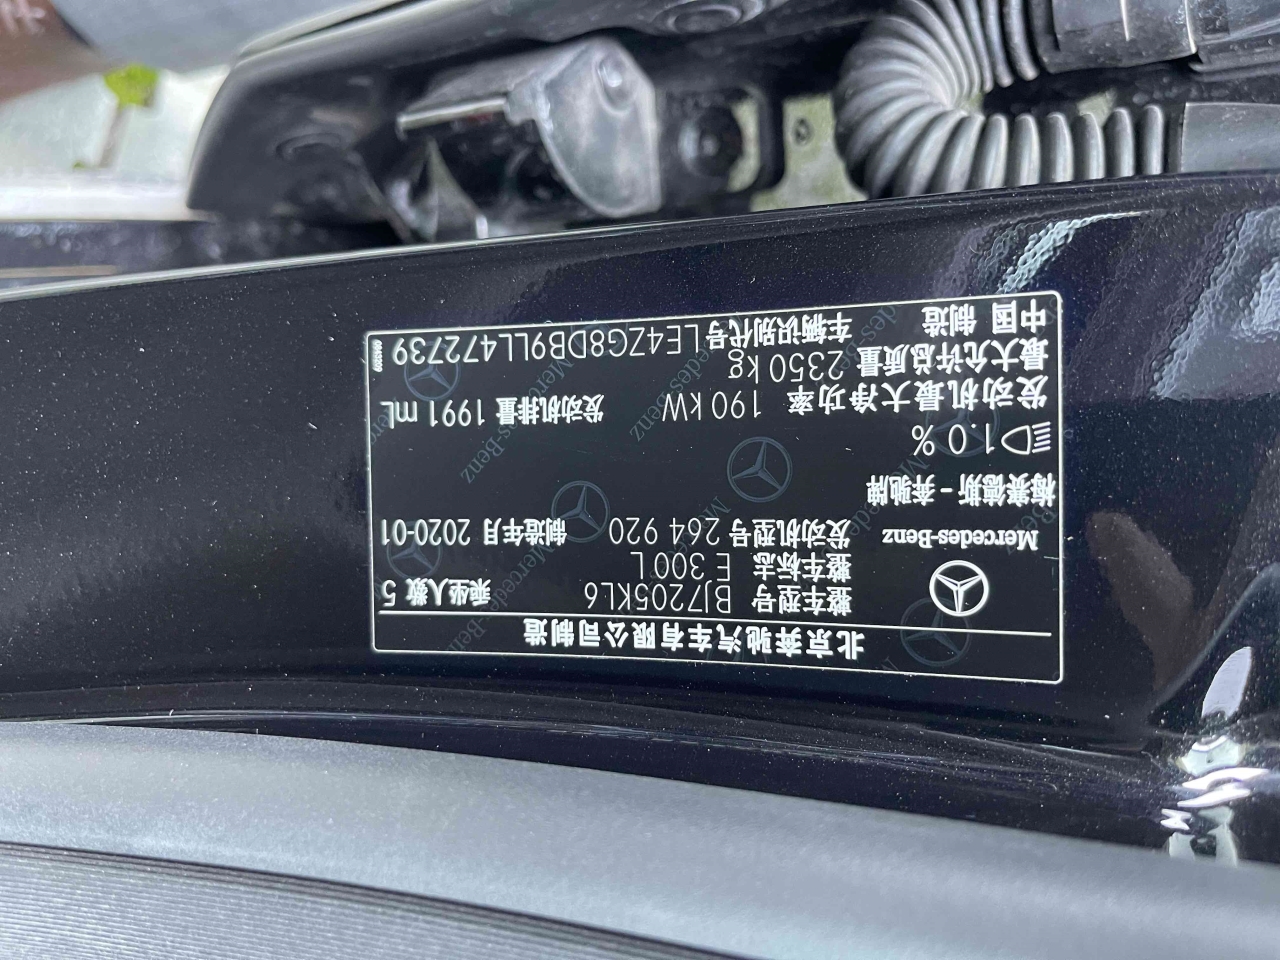 北京奔驰汽车有限公司制造
整车型号 BJ7205KL6 乘坐人数 5
整车标志 E 300 L
Mercedes-Benz 发动机型号 264 920 制造年月 2020-01
梅赛德斯-奔驰牌
1.0 %
发动机最大净功率 190 kW 发动机排量 1991 mL
最大允许总质量 2350 kg
中国 制造 车辆识别代号 LE4ZG8DB9LL472739